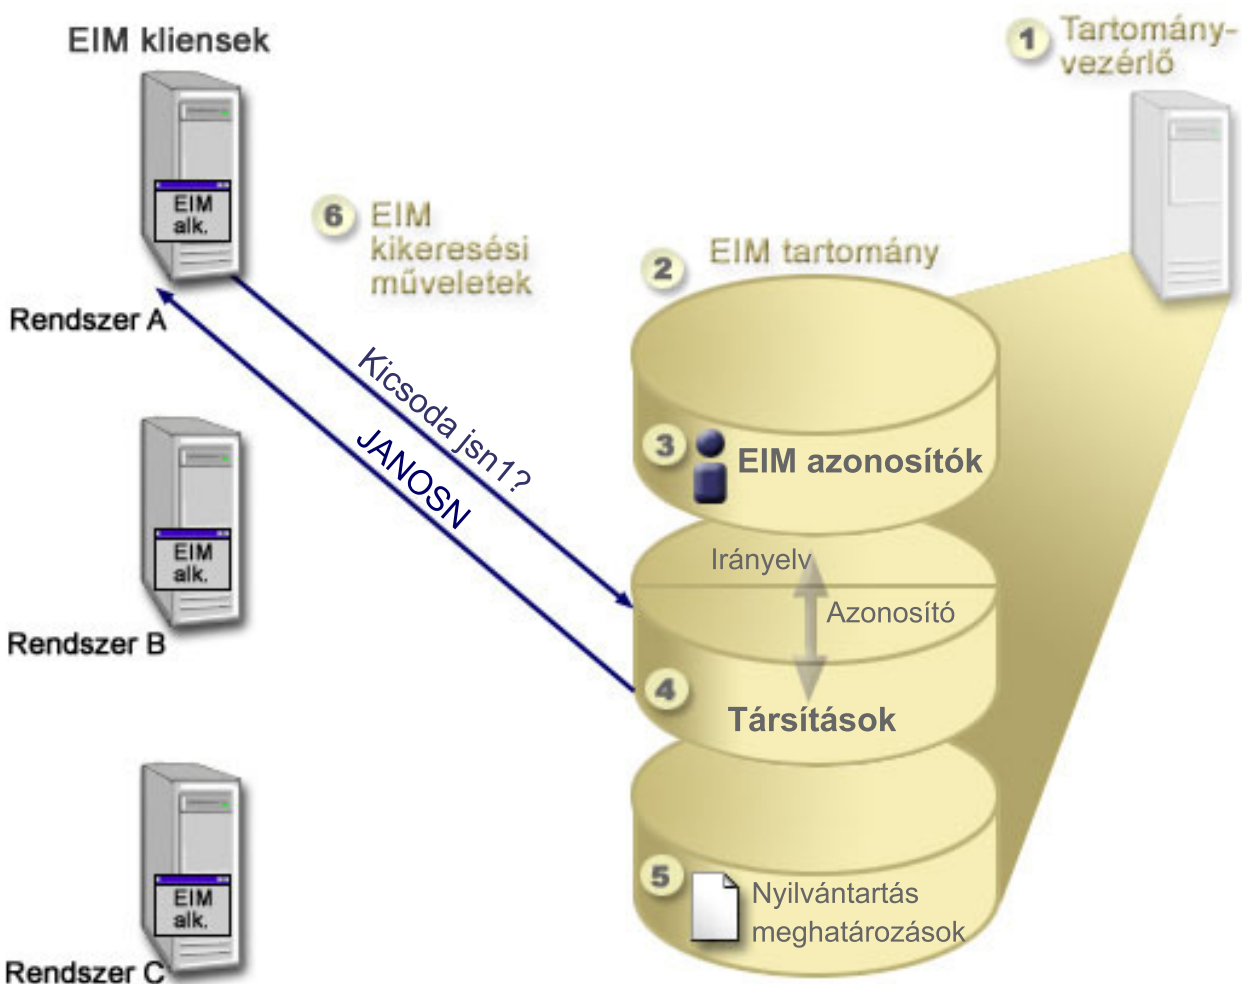 EIM kliensek
1 Tartomány-
vezérlő
EIM
alk.
Rendszer A
6 EIM
kikeresési
műveletek
2 EIM tartomány
Kicsoda jsn1?
JANOSN
3 EIM azonosítók
EIM
alk.
Rendszer B
Irányelv
Azonosító
4
Társítások
EIM
alk.
Rendszer C
5 Nyilvántartás
meghatározások